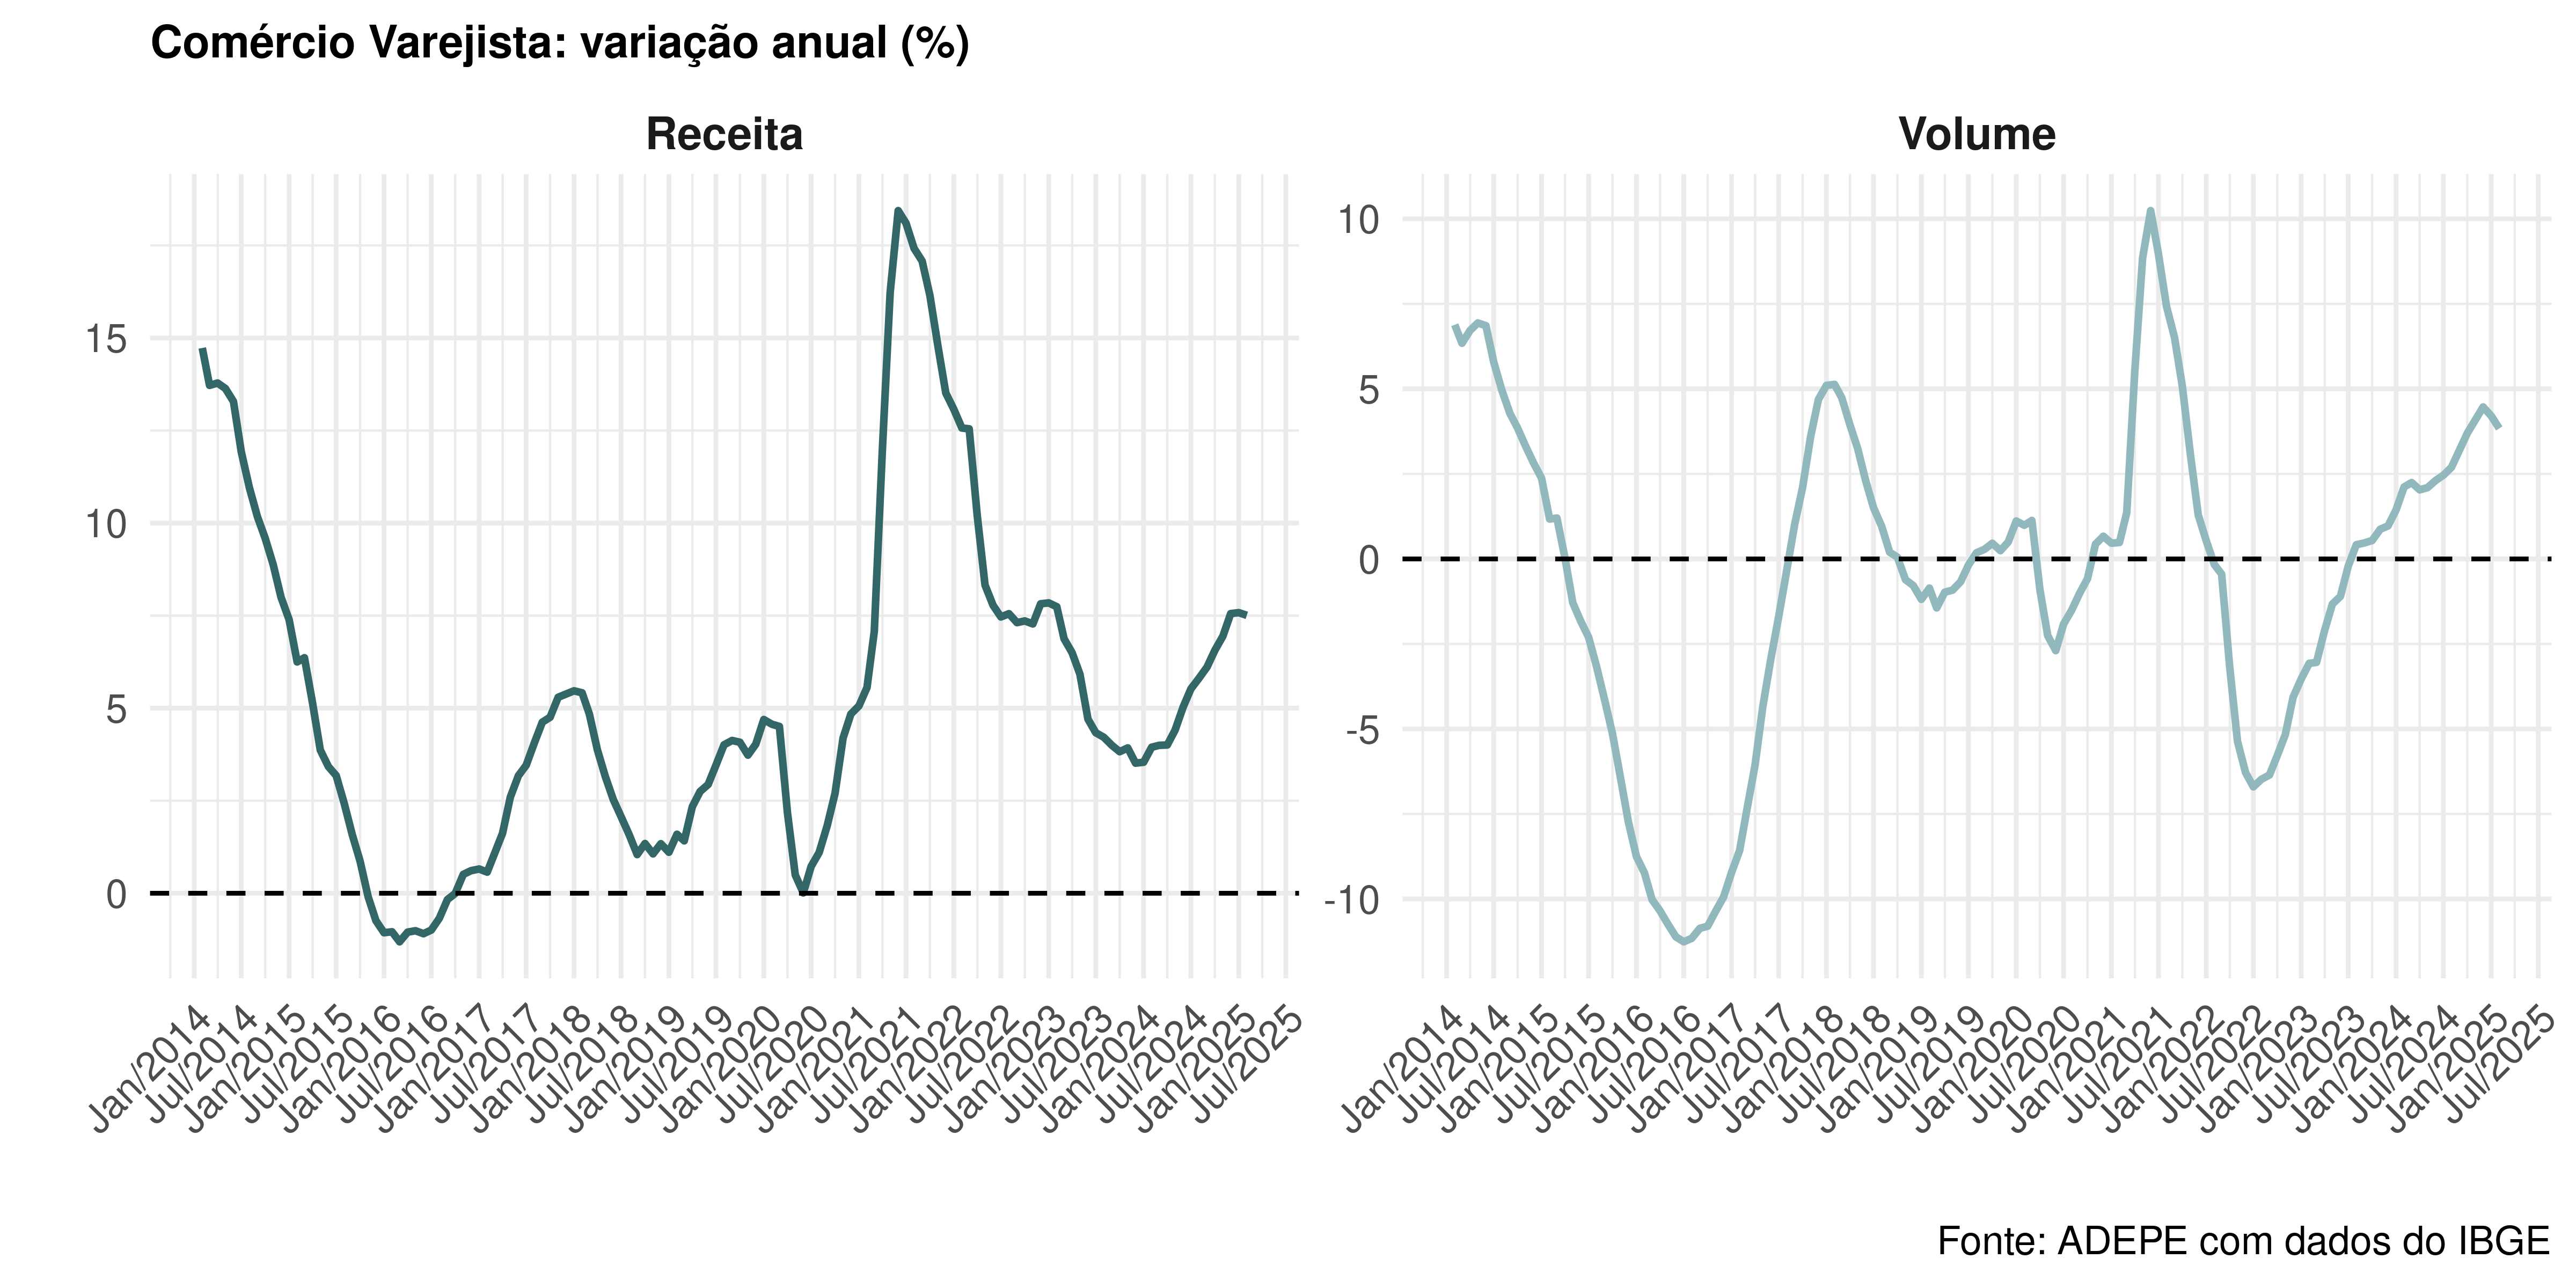 Comércio Varejista: variação anual (%)
Receita
15
10
5
0
Jan/2014
Jul/2014
Jan/2015
Jul/2015
Jan/2016
Jul/2016
Jan/2017
Jul/2017
Jan/2018
Jul/2018
Jan/2019
Jul/2019
Jan/2020
Jul/2020
Jan/2021
Jul/2021
Jan/2022
Jul/2022
Jan/2023
Jul/2023
Jan/2024
Jul/2024
Jan/2025
Jul/2025
Volume
10
5
0
-5
-10
Jan/2014
Jul/2014
Jan/2015
Jul/2015
Jan/2016
Jul/2016
Jan/2017
Jul/2017
Jan/2018
Jul/2018
Jan/2019
Jul/2019
Jan/2020
Jul/2020
Jan/2021
Jul/2021
Jan/2022
Jul/2022
Jan/2023
Jul/2023
Jan/2024
Jul/2024
Jan/2025
Jul/2025
Fonte: ADEPE com dados do IBGE